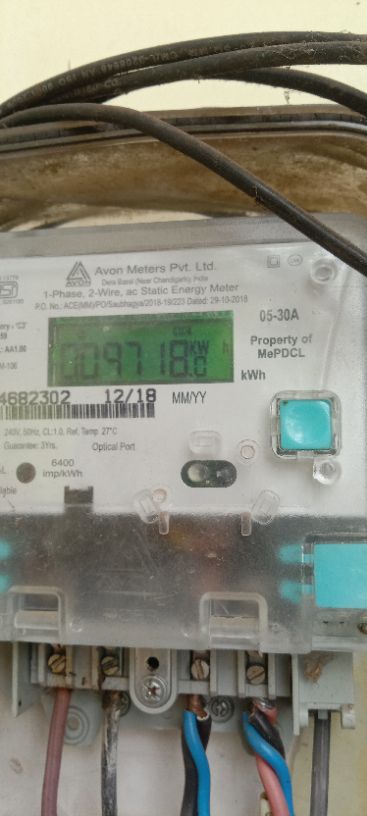 AVON
Avon Meters Pvt. Ltd.
Dera Bassi (Near Chandigarh) India
1-Phase, 2-Wire, ac Static Energy Meter
P.O. No.: ACE(MM)/PO/Saubhagya/2018-19/223 Dated: 29-10-2018
05-30A
Property of
MePDCL
009718.0 kW h
kWh
4682302 12/18 MM/YY
240V, 50Hz, CL:1.0, Ref. Temp. 27°C
Guarantee: 3Yrs. Optical Port
6400
imp/kWh